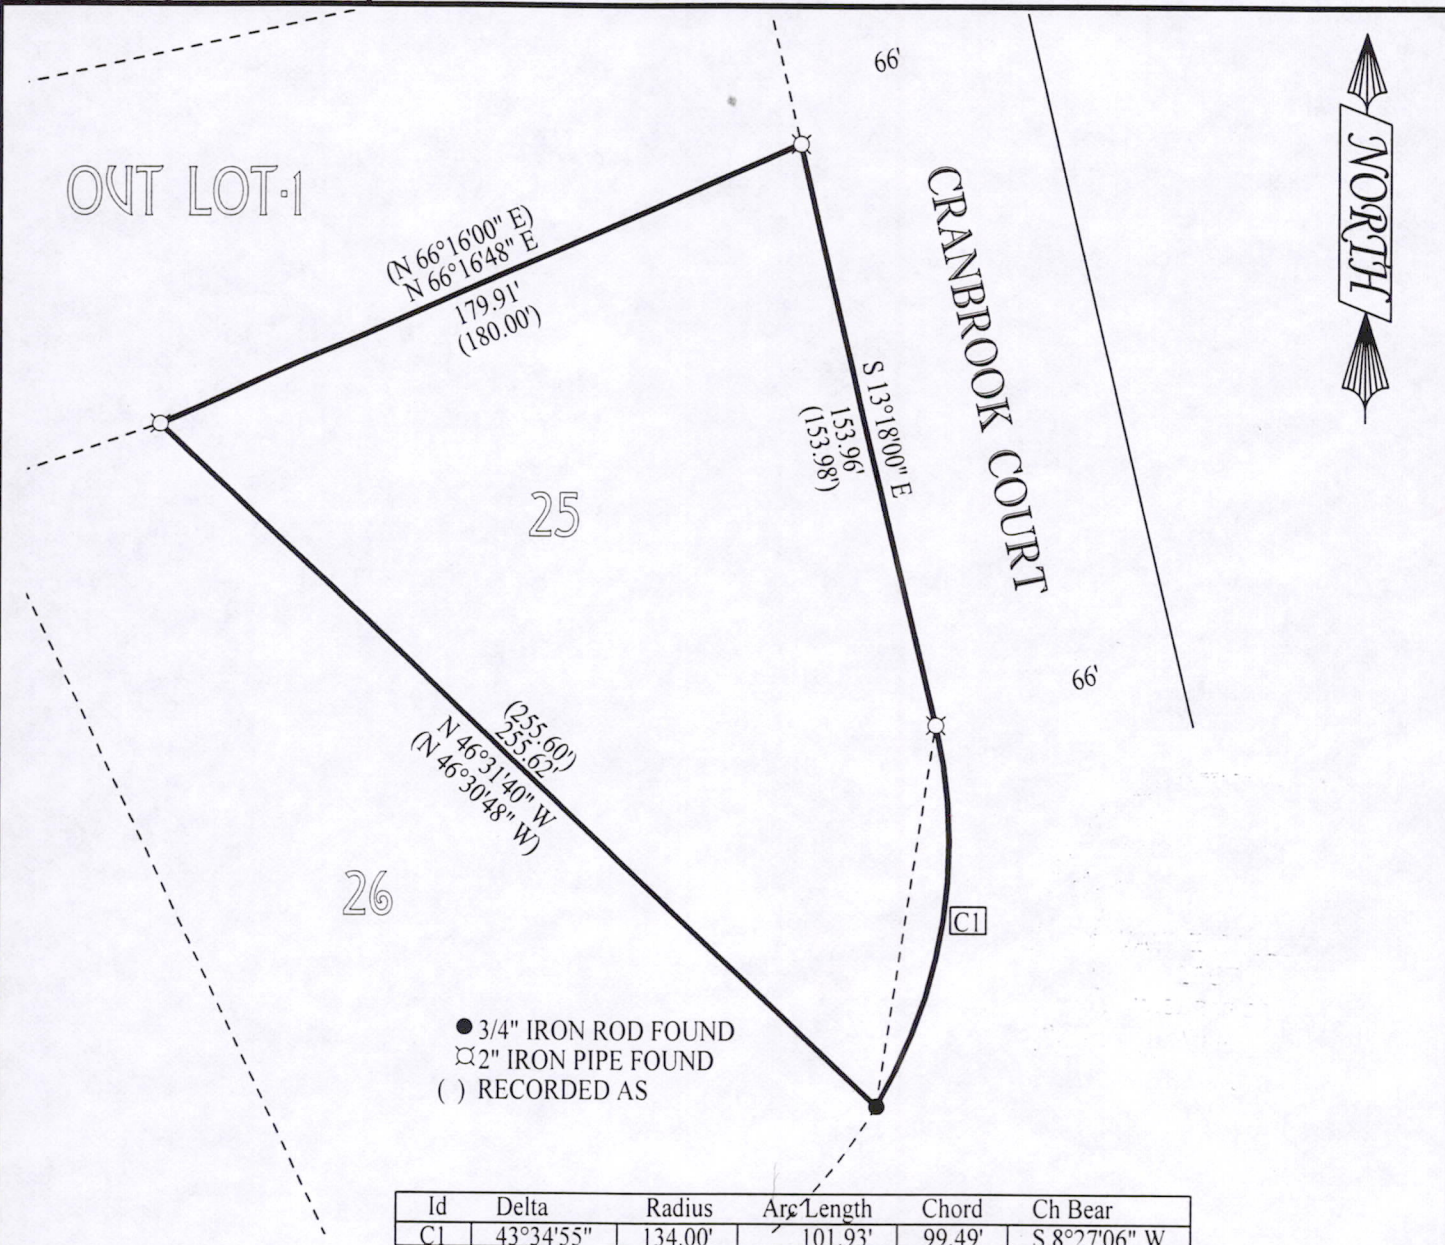 66'
NORTH
OUT LOT-1
CRANBROOK COURT
(N 66°16'00" E)
N 66°16'48" E
179.91'
(180.00')
S 13°18'00" E
153.96'
(153.98')
25
66'
(255.60')
255.62'
N 46°31'40" W
(N 46°30'48" W)
26
C1
3/4" IRON ROD FOUND
2" IRON PIPE FOUND
( ) RECORDED AS
Id Delta Radius Arc Length Chord Ch Bear
C1 43°34'55" 134.00' 101.93' 99.49' S 8°27'06" W